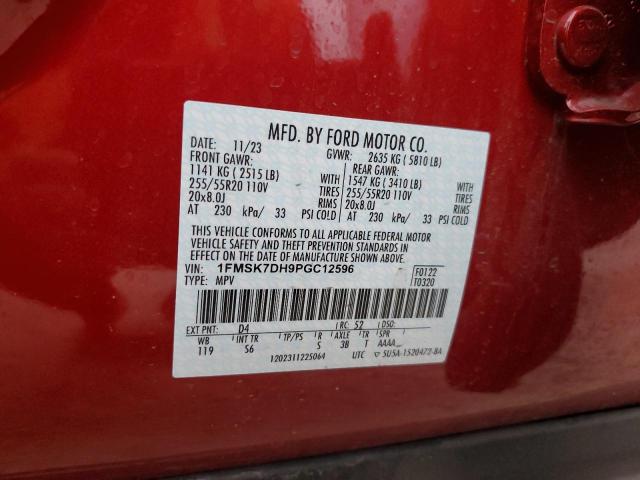 MFD. BY FORD MOTOR CO.
DATE: 11/23 GVWR: 2635 KG ( 5810 LB)
FRONT GAWR: REAR GAWR:
1141 KG ( 2515 LB) WITH 1547 KG ( 3410 LB) WITH
255/55R20 110V TIRES 255/55R20 110V TIRES
20x8.0J RIMS 20x8.0J RIMS
AT 230 kPa/ 33 PSI COLD AT 230 kPa/ 33 PSI COLD
THIS VEHICLE CONFORMS TO ALL APPLICABLE FEDERAL MOTOR
VEHICLE SAFETY AND THEFT PREVENTION STANDARDS IN
EFFECT ON THE DATE OF MANUFACTURE SHOWN ABOVE.
VIN: 1FMSK7DH9PGC12596 F0122
TYPE: MPV T0320
EXT PNT: D4 RC: 52 DSO:
WB INT TR TP/PS R AXLE TR SPR
119 S6 S 3B T AAAA
1202311225064 UTC 5U5A-1520472-BA